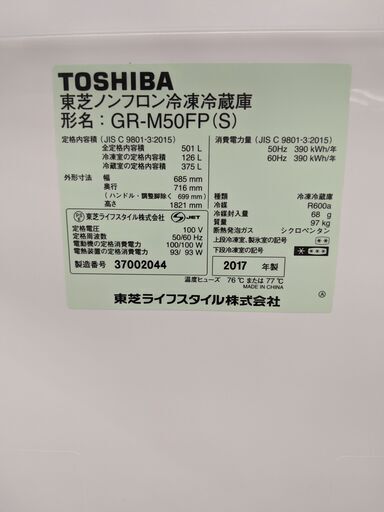 TOSHIBA
東芝ノンフロン冷凍冷蔵庫
形名：GR-M50FP(S)
定格内容積 (JIS C 9801-3:2015)
全定格内容積 501 L
冷凍室の定格内容積 126 L
冷蔵室の定格内容積 375 L
外形寸法 幅 685 mm
奥行 716 mm
(ハンドル・調整脚除く 699 mm)
高さ 1821 mm
東芝ライフスタイル株式会社 S-JET
定格電圧 100 V
定格周波数 50/60 Hz
電動機の定格消費電力 100/100 W
電熱装置の定格消費電力 93/ 93 W
製造番号 37002044
消費電力量 (JIS C 9801-3:2015)
50Hz 390 kWh/年
60Hz 390 kWh/年
種類 冷凍冷蔵庫
冷媒 R600a
冷媒封入量 68 g
質量 97 kg
断熱発泡ガス シクロペンタン
上段冷凍室、製氷室の記号 **
下段冷凍室の記号 * ***
2017 年製
温度ヒューズ 76℃ または 77℃
MADE IN CHINA
東芝ライフスタイル株式会社 Ⓐ